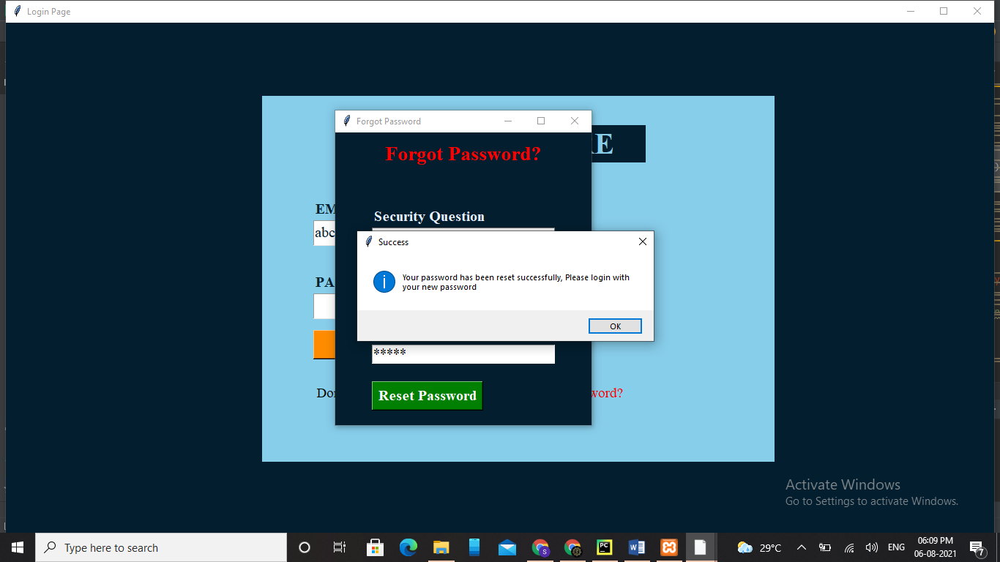 Login Page
Forgot Password
Forgot Password?
E
EM
Security Question
abc
Success
Your password has been reset successfully, Please login with
your new password
PA
OK
*****
Reset Password
Don
word?
Activate Windows
Go to Settings to activate Windows.
Type here to search
29°C
ENG
06:09 PM
06-08-2021
7